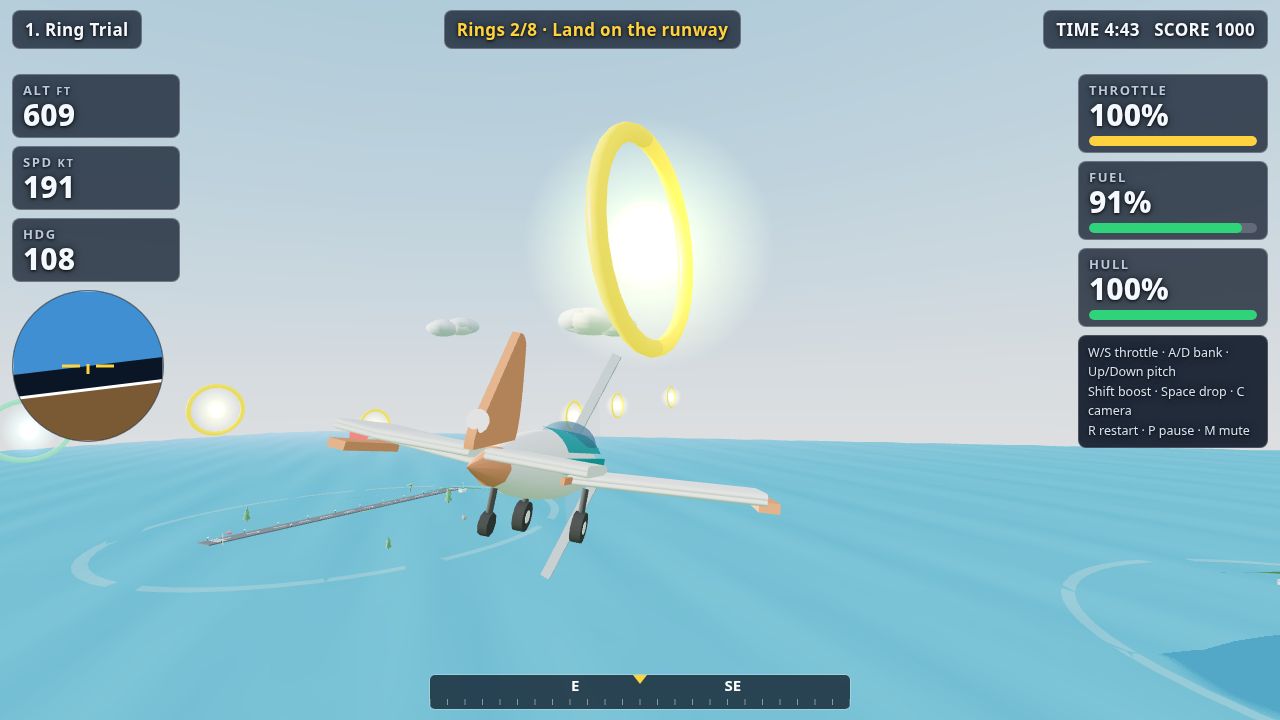 1. Ring Trial
Rings 2/8 · Land on the runway
TIME 4:43 SCORE 1000
ALT FT
609
SPD KT
191
HDG
108
THROTTLE
100%
FUEL
91%
HULL
100%
W/S throttle · A/D bank ·
Up/Down pitch
Shift boost · Space drop · C
camera
R restart · P pause · M mute
E
SE